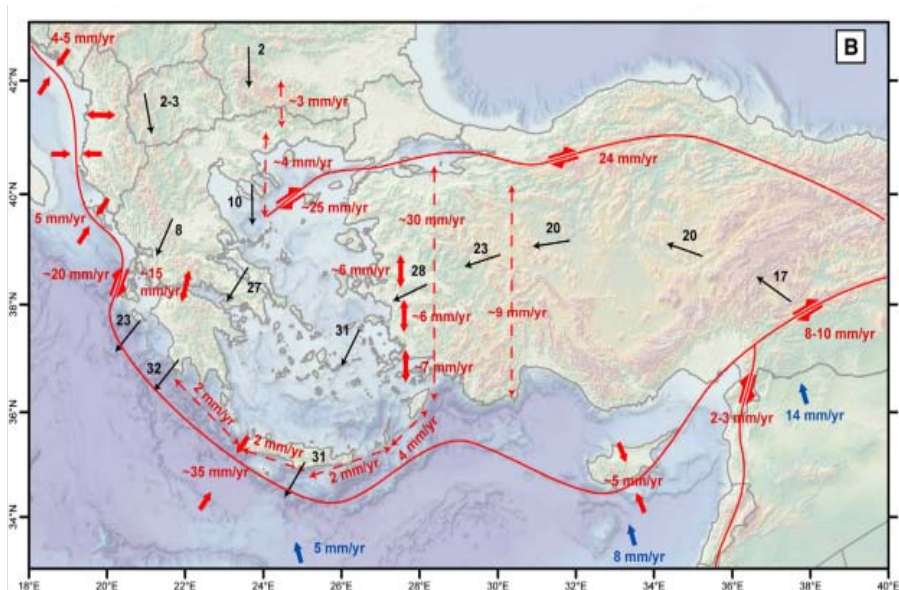 B
4-5 mm/yr
2
42°N
2-3
~3 mm/yr
~4 mm/yr
24 mm/yr
40°N
10
~25 mm/yr
5 mm/yr
8
~30 mm/yr
23
20
20
~20 mm/yr
~15
mm/yr
27
~6 mm/yr
28
17
38°N
23
31
~6
~9 mm/yr
8-10 mm/yr
32
~7
36°N
2 mm/yr
2 mm/yr
31
2 mm/yr
4 mm/yr
2-3 mm/yr
14 mm/yr
~35 mm/yr
~5 mm/yr
34°N
5 mm/yr
8 mm/yr
18°E
20°E
22°E
24°E
26°E
28°E
30°E
32°E
34°E
36°E
38°E
40°E